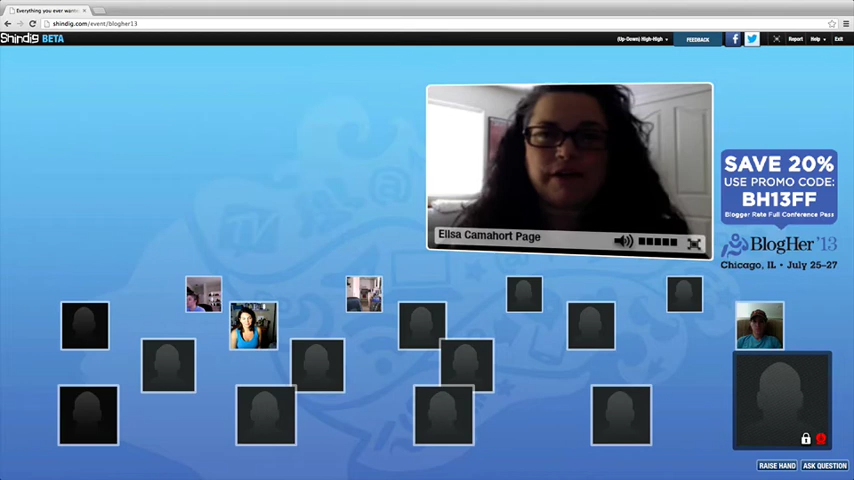 Everything you ever wan
shindig.com/event/blogher13
Shindig BETA
(Up-Down) High-High
FEEDBACK
Report
Help
Exit
TV
@
Elisa Camahort Page
SAVE 20%
USE PROMO CODE:
BH13FF
Blogger Rate Full Conference Pass
BlogHer '13
Chicago, IL • July 25-27
RAISE HAND
ASK QUESTION